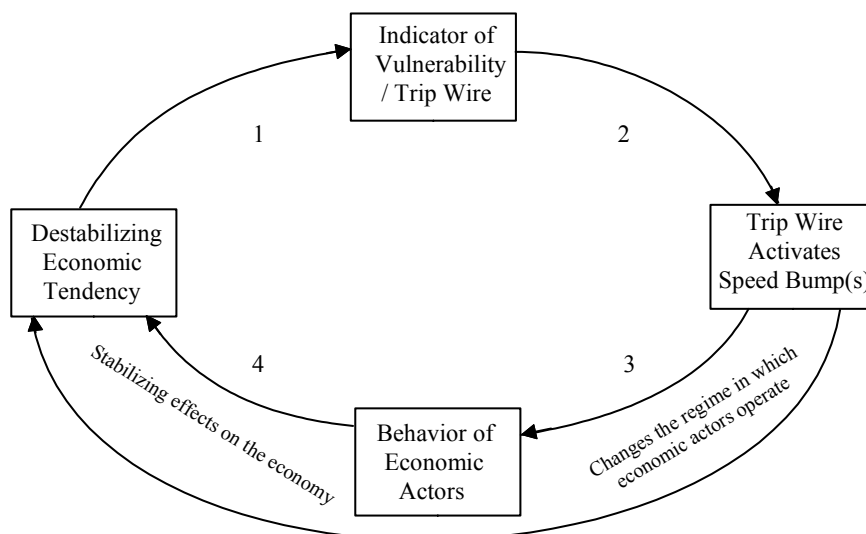 Indicator of
Vulnerability
/ Trip Wire
1
2
Destabilizing
Economic
Tendency
Trip Wire
Activates
Speed Bump(s)
4
3
Stabilizing effects on the economy
Behavior of
Economic
Actors
Changes the regime in which
economic actors operate